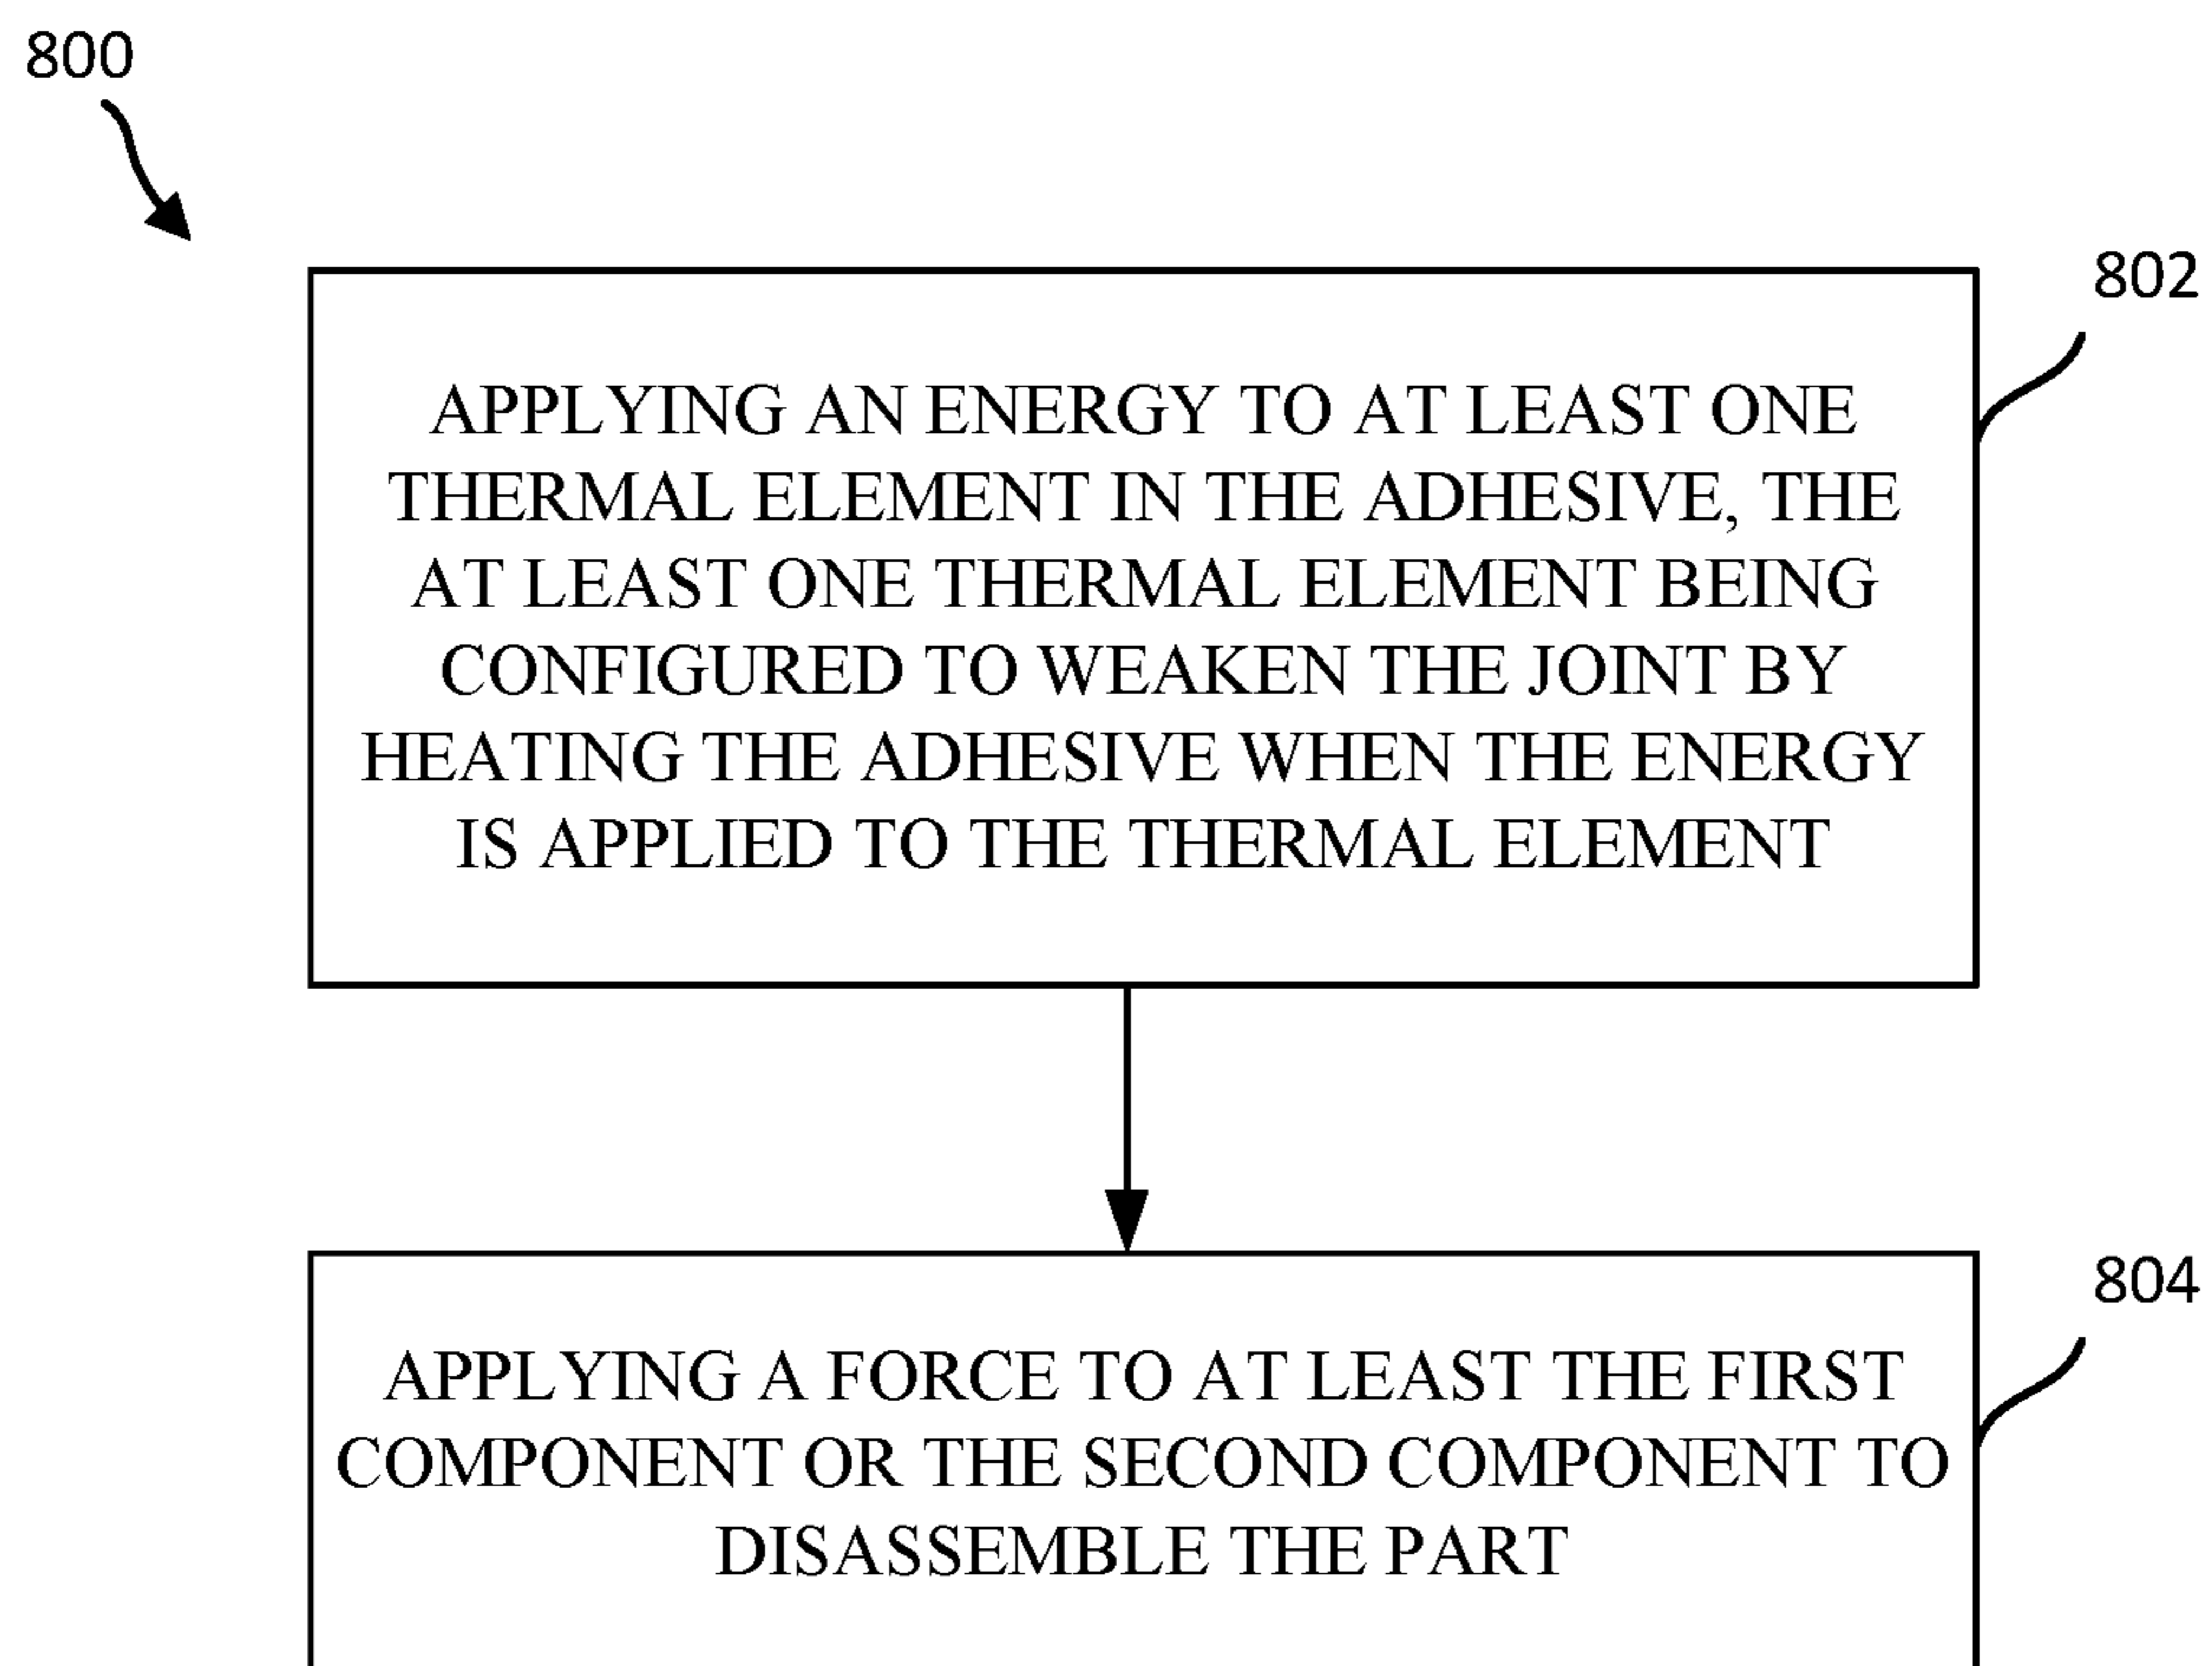 800
802
APPLYING AN ENERGY TO AT LEAST ONE
THERMAL ELEMENT IN THE ADHESIVE, THE
AT LEAST ONE THERMAL ELEMENT BEING
CONFIGURED TO WEAKEN THE JOINT BY
HEATING THE ADHESIVE WHEN THE ENERGY
IS APPLIED TO THE THERMAL ELEMENT
804
APPLYING A FORCE TO AT LEAST THE FIRST
COMPONENT OR THE SECOND COMPONENT TO
DISASSEMBLE THE PART